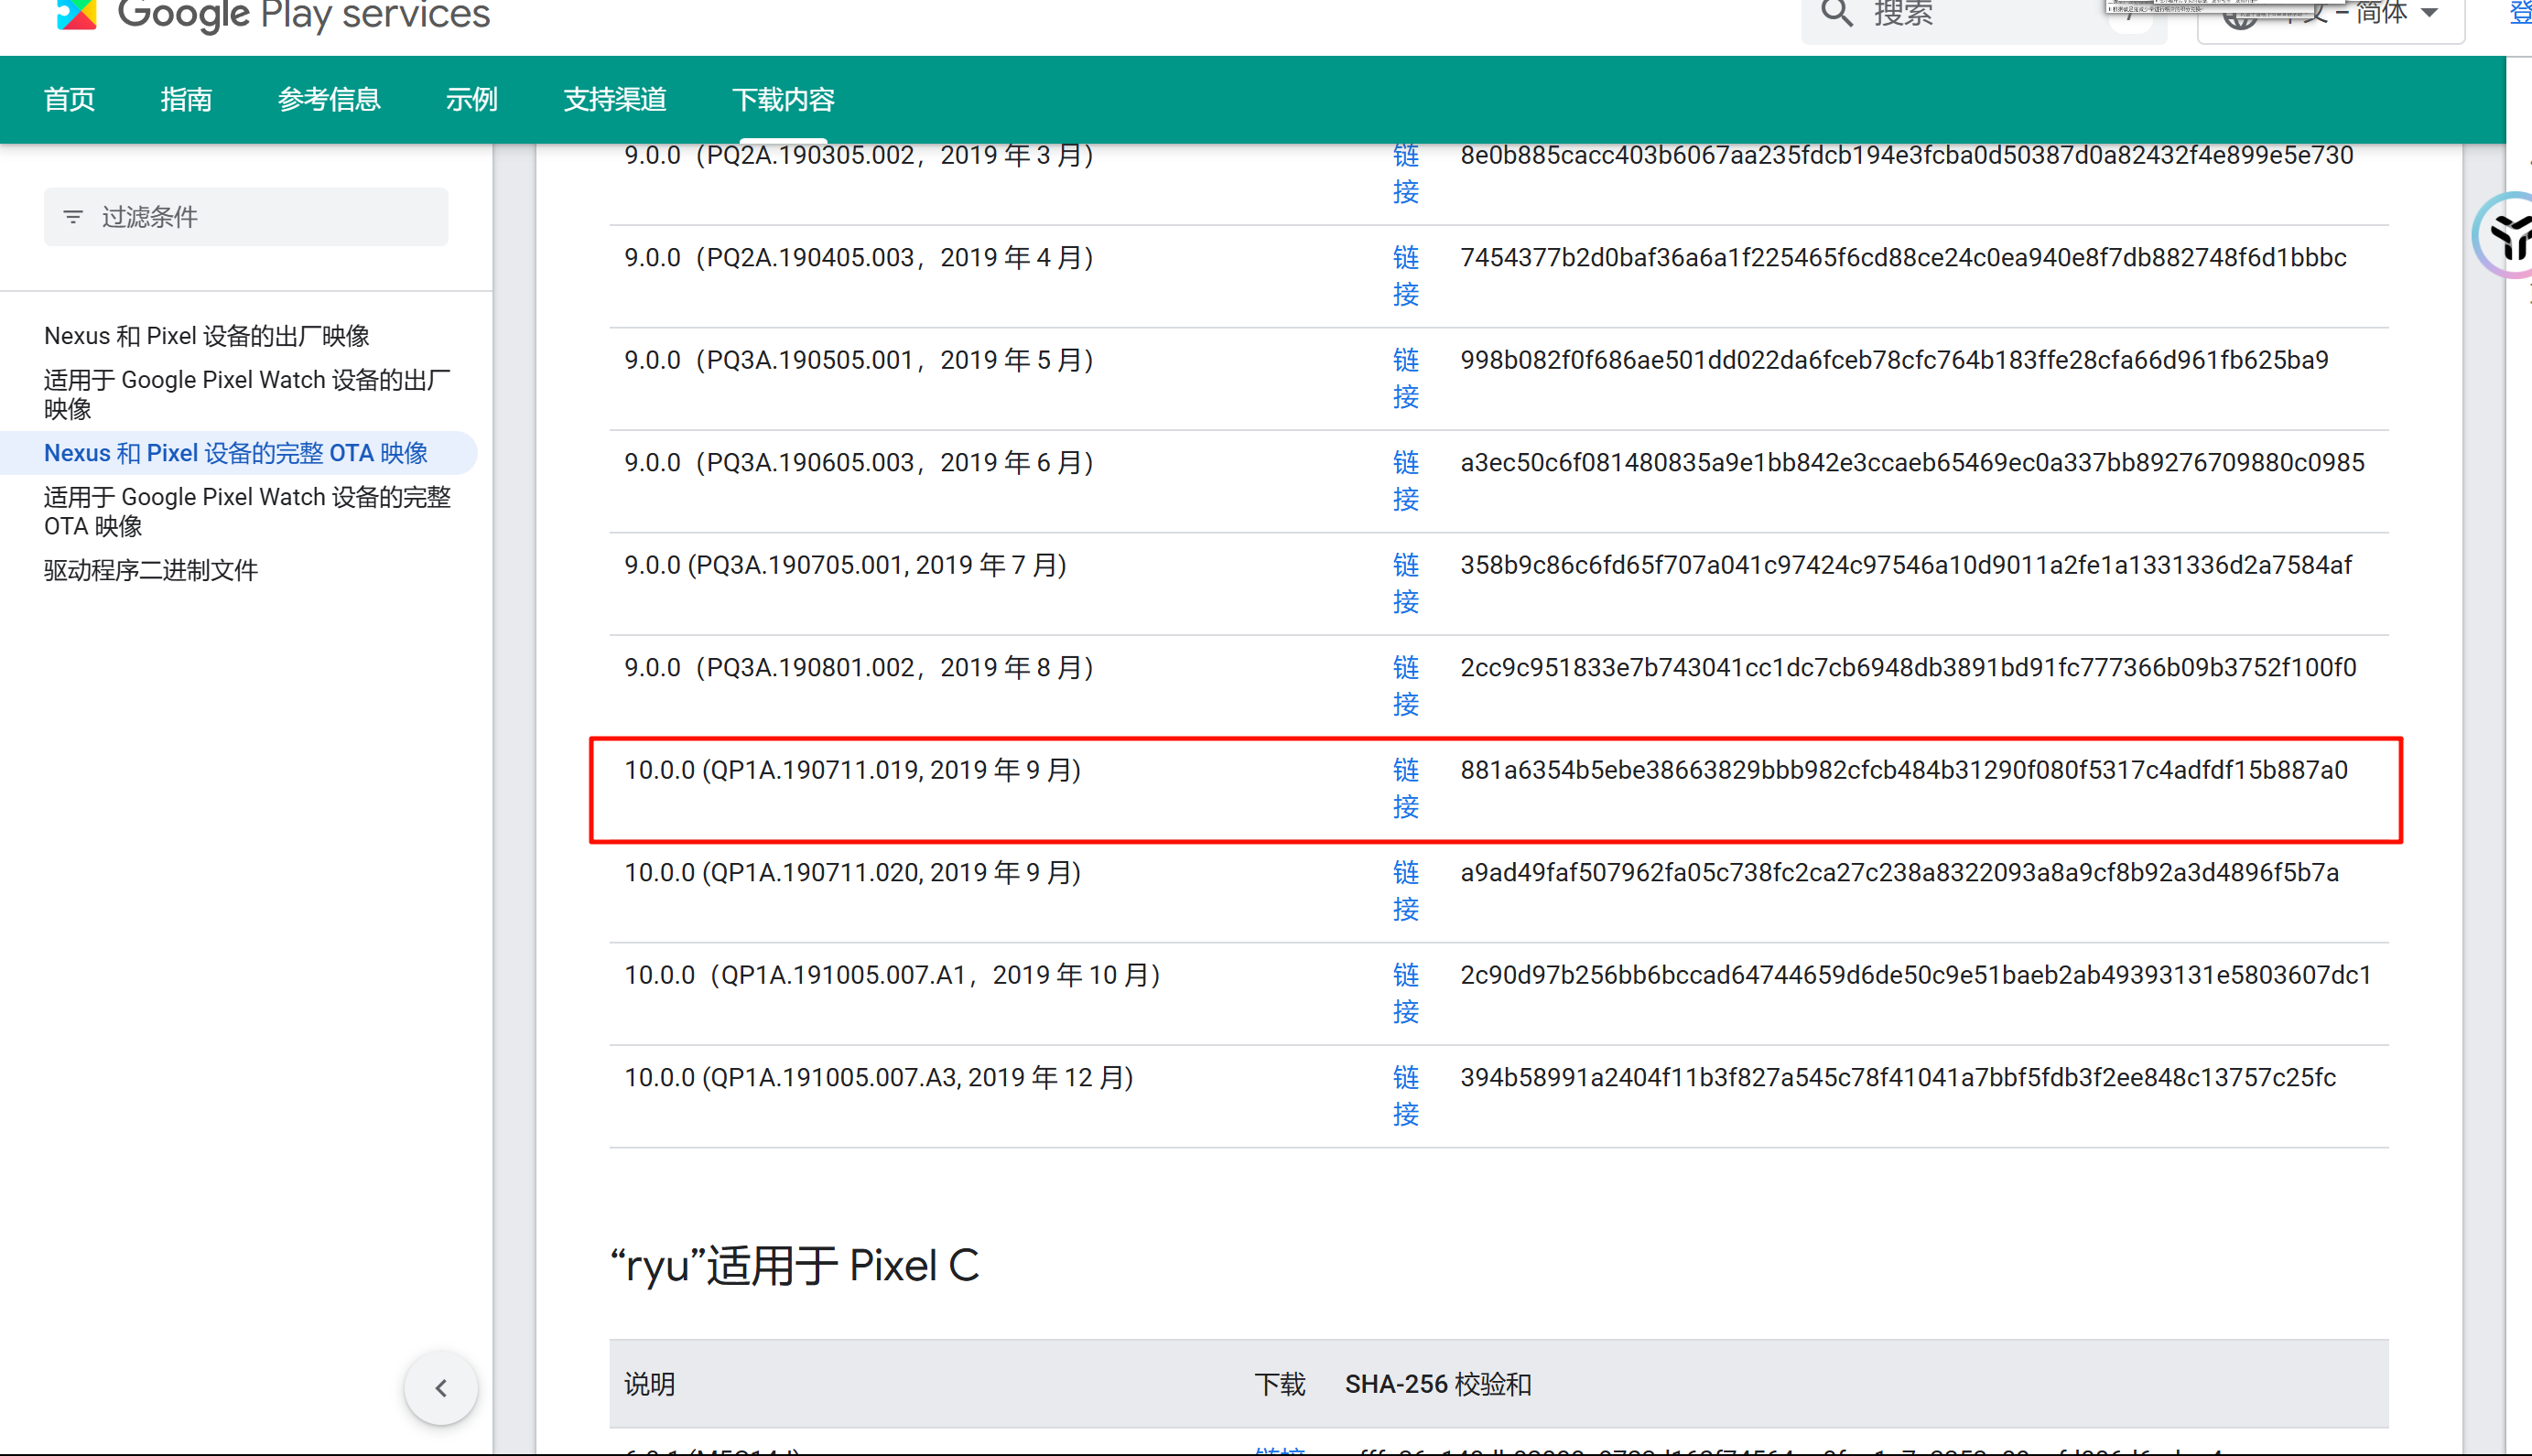 Google Play services
搜索
中文 – 简体
登
首页 指南 参考信息 示例 支持渠道 下载内容
过滤条件
Nexus 和 Pixel 设备的出厂映像
适用于 Google Pixel Watch 设备的出厂
映像
Nexus 和 Pixel 设备的完整 OTA 映像
适用于 Google Pixel Watch 设备的完整
OTA 映像
驱动程序二进制文件
9.0.0（PQ2A.190305.002，2019 年 3 月） 链接 8e0b885cacc403b6067aa235fdcb194e3fcba0d50387d0a82432f4e899e5e730
9.0.0（PQ2A.190405.003，2019 年 4 月） 链接 7454377b2d0baf36a6a1f225465f6cd88ce24c0ea940e8f7db882748f6d1bbbc
9.0.0（PQ3A.190505.001，2019 年 5 月） 链接 998b082f0f686ae501dd022da6fceb78cfc764b183ffe28cfa66d961fb625ba9
9.0.0（PQ3A.190605.003，2019 年 6 月） 链接 a3ec50c6f081480835a9e1bb842e3ccaeb65469ec0a337bb89276709880c0985
9.0.0 (PQ3A.190705.001, 2019 年 7 月) 链接 358b9c86c6fd65f707a041c97424c97546a10d9011a2fe1a1331336d2a7584af
9.0.0（PQ3A.190801.002，2019 年 8 月） 链接 2cc9c951833e7b743041cc1dc7cb6948db3891bd91fc777366b09b3752f100f0
10.0.0 (QP1A.190711.019, 2019 年 9 月) 链接 881a6354b5ebe38663829bbb982cfcb484b31290f080f5317c4adfdf15b887a0
10.0.0 (QP1A.190711.020, 2019 年 9 月) 链接 a9ad49faf507962fa05c738fc2ca27c238a8322093a8a9cf8b92a3d4896f5b7a
10.0.0（QP1A.191005.007.A1，2019 年 10 月） 链接 2c90d97b256bb6bccad64744659d6de50c9e51baeb2ab49393131e5803607dc1
10.0.0 (QP1A.191005.007.A3, 2019 年 12 月) 链接 394b58991a2404f11b3f827a545c78f41041a7bbf5fdb3f2ee848c13757c25fc
“ryu”适用于 Pixel C
说明 下载 SHA-256 校验和